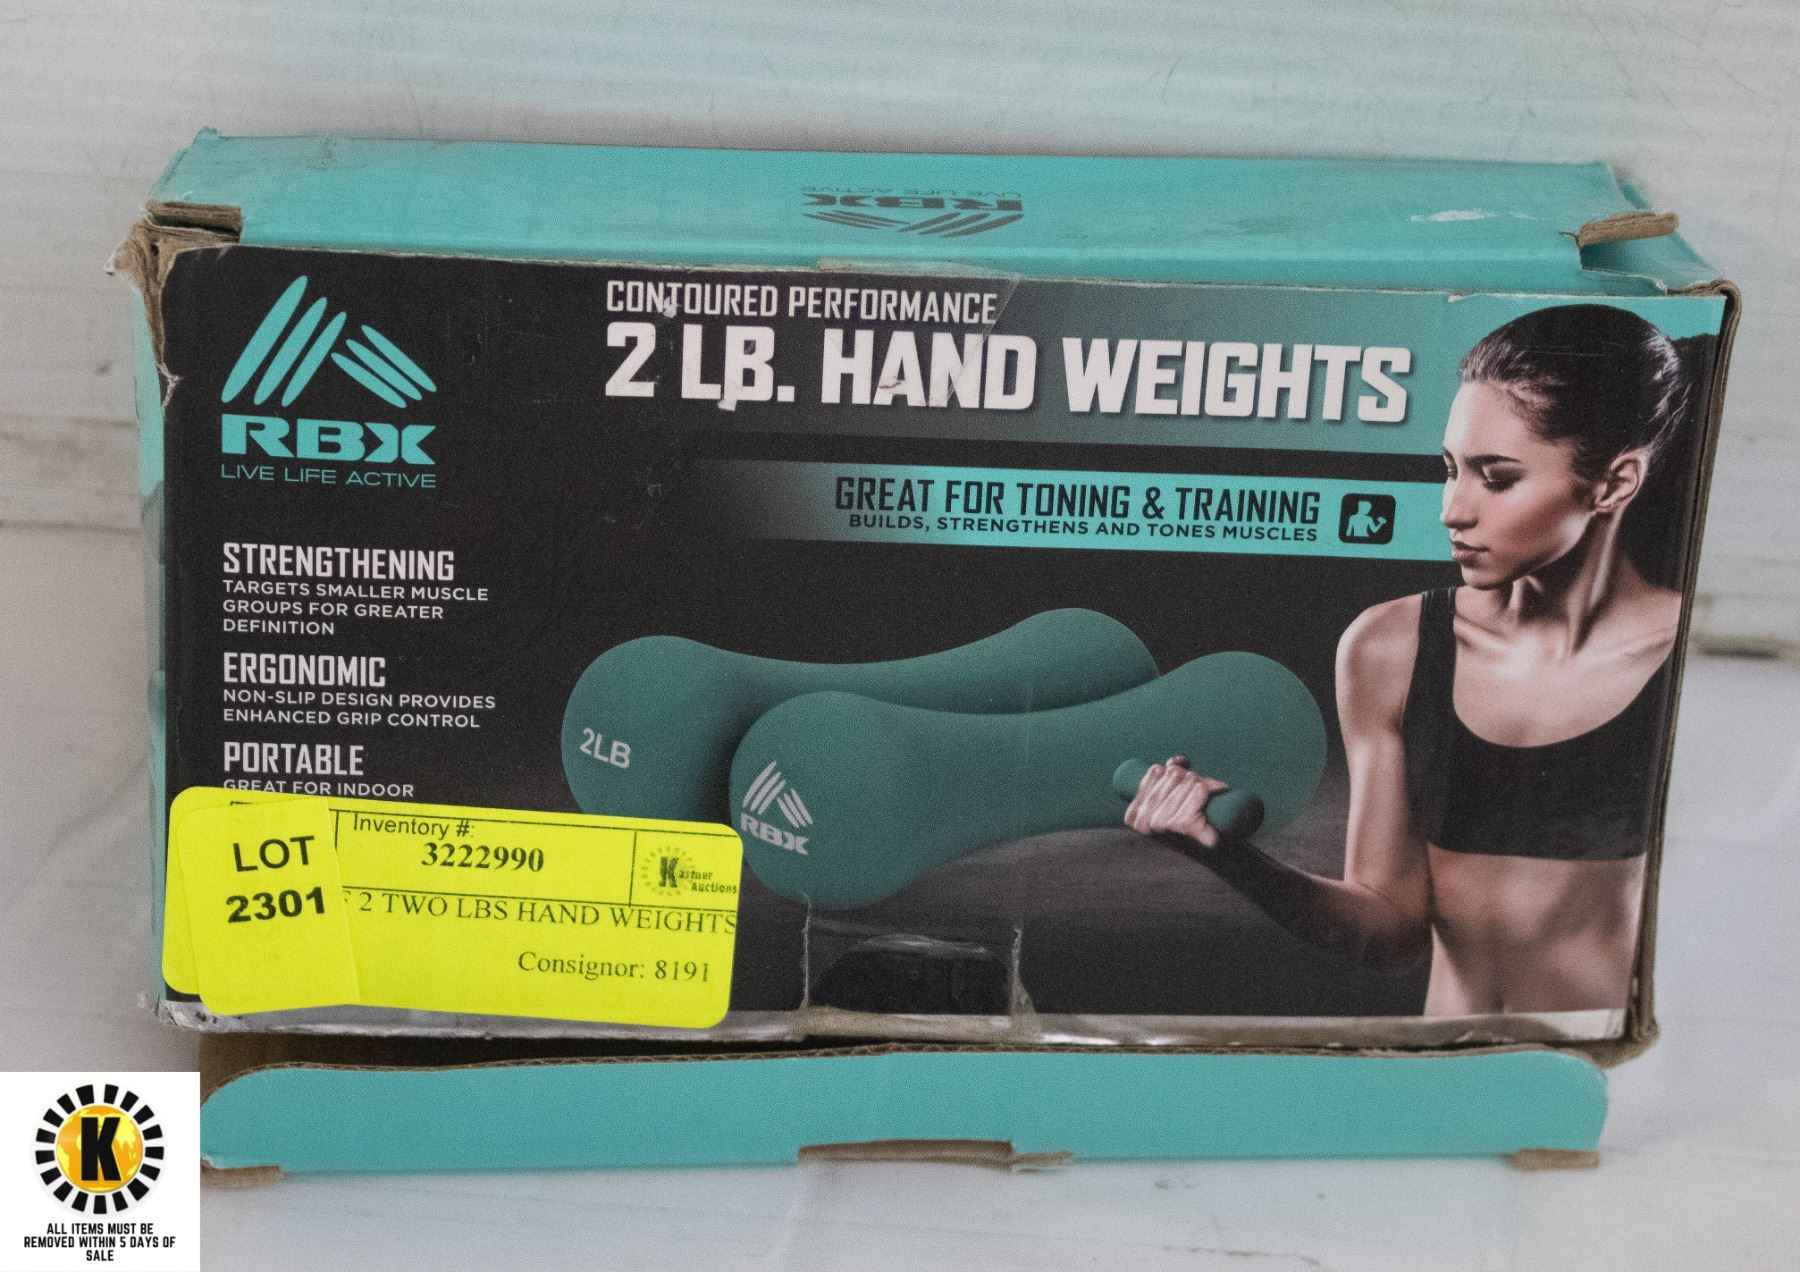 RBX
LIVE LIFE ACTIVE
CONTOURED PERFORMANCE
2 LB. HAND WEIGHTS
RBX
LIVE LIFE ACTIVE
GREAT FOR TONING & TRAINING
BUILDS, STRENGTHENS AND TONES MUSCLES
STRENGTHENING
TARGETS SMALLER MUSCLE
GROUPS FOR GREATER
DEFINITION
ERGONOMIC
NON-SLIP DESIGN PROVIDES
ENHANCED GRIP CONTROL
PORTABLE
GREAT FOR INDOOR
2LB
RBX
LOT
2301
Inventory #:
3222990
Kastner
Auctions
2 TWO LBS HAND WEIGHTS
Consignor: 8191
K
ALL ITEMS MUST BE
REMOVED WITHIN 5 DAYS OF
SALE